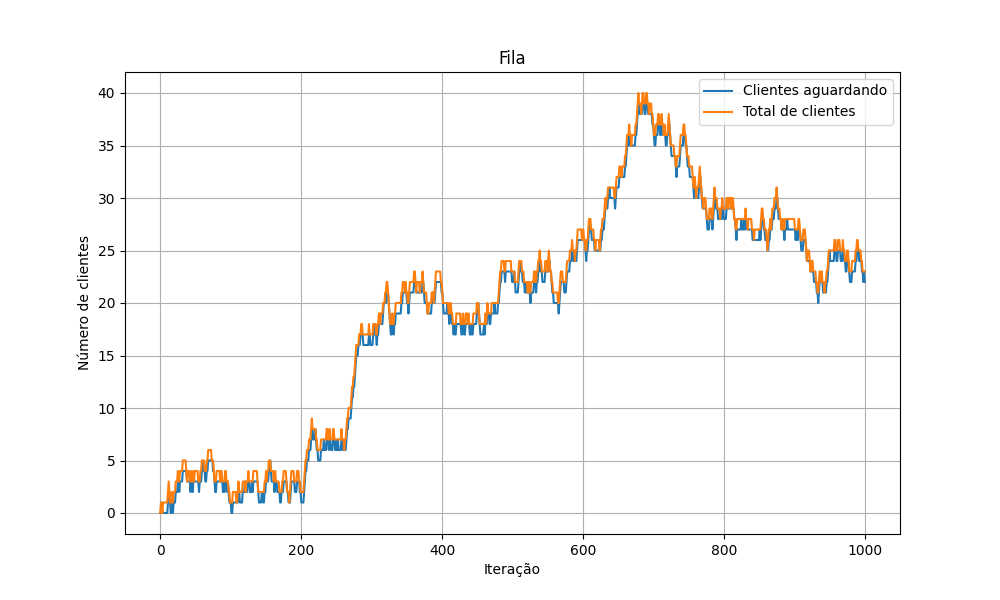 Fila
Clientes aguardando
Total de clientes
Número de clientes
40
35
30
25
20
15
10
5
0
0 200 400 600 800 1000
Iteração